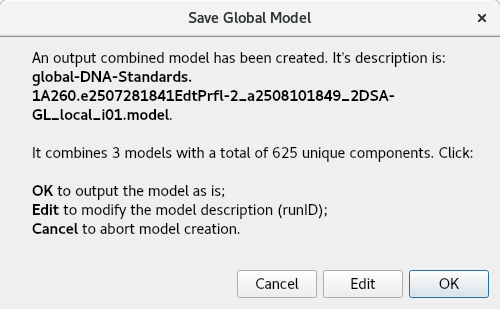 Save Global Model
×
An output combined model has been created. It's description is:
global-DNA-Standards.
1A260.e2507281841EdtPrfl-2_a2508101849_2DSA-
GL_local_i01.model.
It combines 3 models with a total of 625 unique components. Click:
OK to output the model as is;
Edit to modify the model description (runID);
Cancel to abort model creation.
Cancel Edit OK